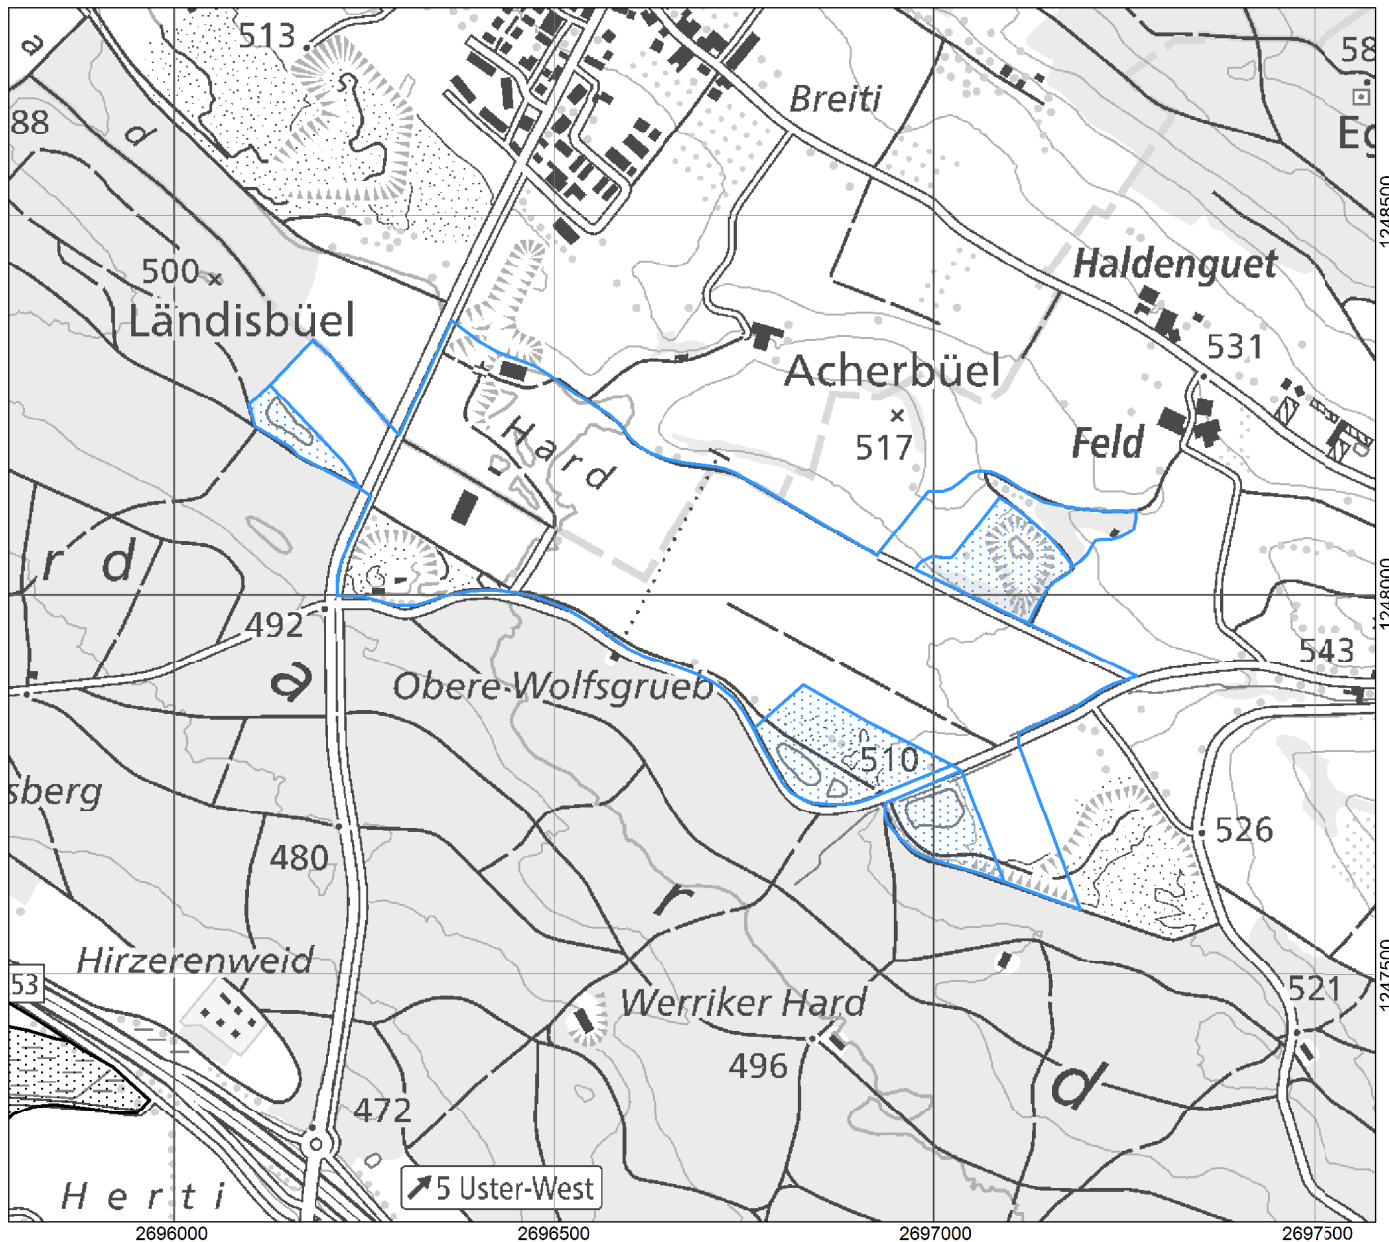 513
a
58
Breiti
88
d
Eg
1248500
500
Haldenguet
Ländisbüel
531
Acherbüel
517
Feld
Hard
r d
1248000
492
543
a
Obere-Wolfsgrueb
510
sberg
526
480
r
Hirzerenweid
53
521
Werriker Hard
1247500
496
d
472
5 Uster-West
Herti
2696000
2696500
2697000
2697500